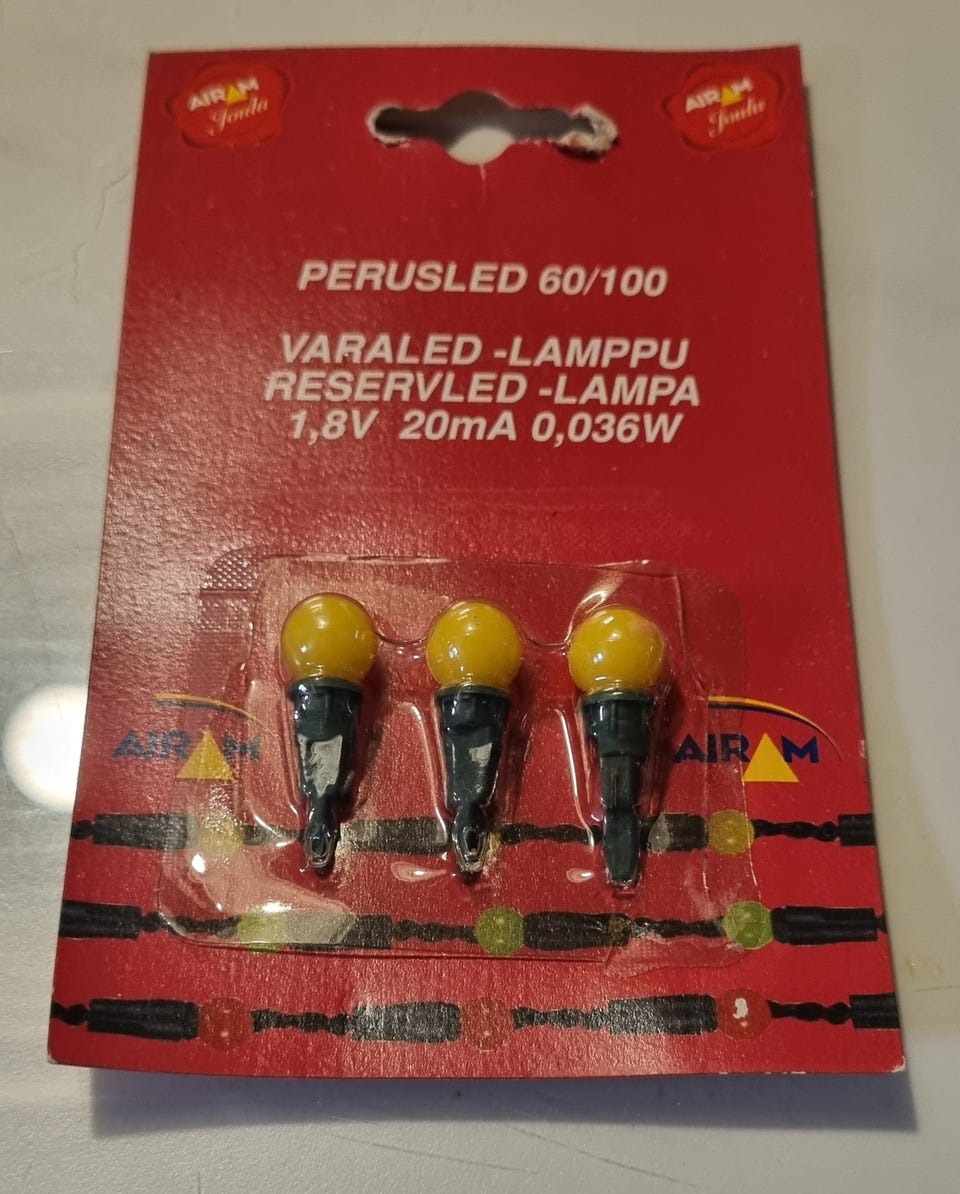 AIRAM
Joulu
AIRAM
Joulu
PERUSLED 60/100
VARALED -LAMPPU
RESERVLED -LAMPA
1,8V 20mA 0,036W
AIRAM
AIRAM